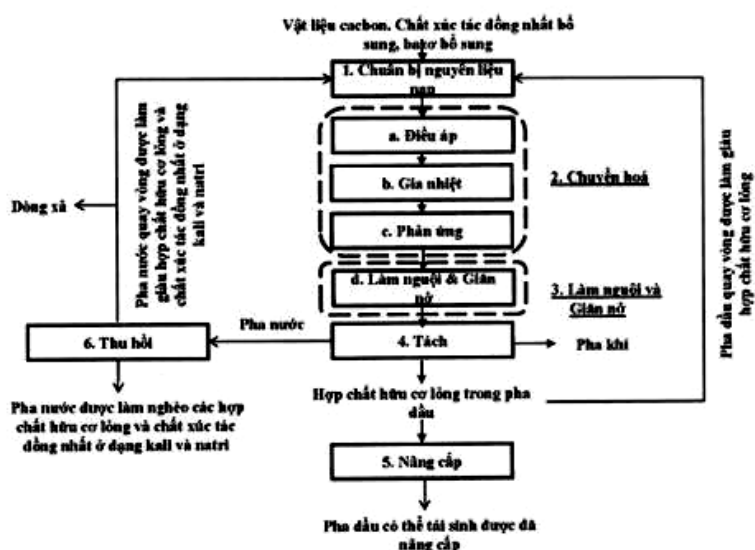 Vật liệu cacbon. Chất xúc tác đồng nhất bổ
sung, bazơ bổ sung
1. Chuẩn bị nguyên liệu
nạp
a. Điều áp
b. Gia nhiệt
c. Phản ứng
2. Chuyển hoá
d. Làm nguội & Giãn
nở
3. Làm nguội và
Giãn nở
Dòng xả
Pha nước quay vòng được làm
giàu hợp chất hữu cơ lỏng và
chất xúc tác đồng nhất ở dạng
kali và natri
Pha dầu quay vòng được làm giàu
hợp chất hữu cơ lỏng
6. Thu hồi
Pha nước
4. Tách
Pha khí
Pha nước được làm nghèo các hợp
chất hữu cơ lỏng và chất xúc tác
đồng nhất ở dạng kali và natri
Hợp chất hữu cơ lỏng trong pha
dầu
5. Nâng cấp
Pha dầu có thể tái sinh được đã
nâng cấp